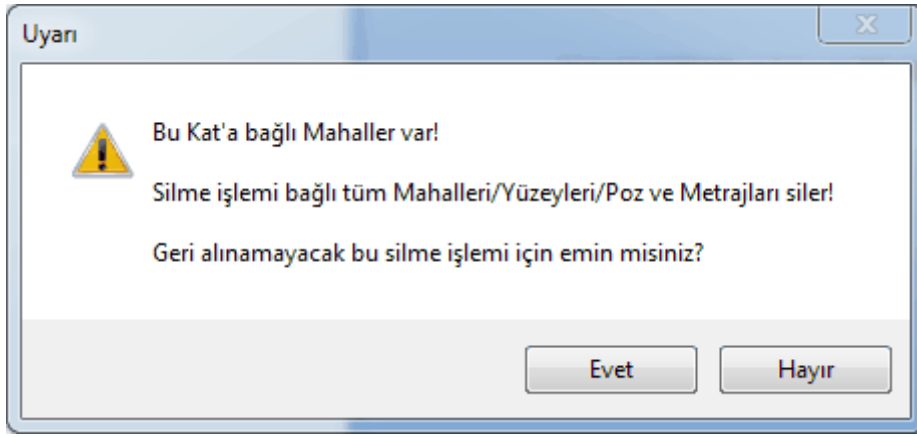 Uyarı
Bu Kat'a bağlı Mahaller var!
Silme işlemi bağlı tüm Mahalleri/Yüzeyleri/Poz ve Metrajları siler!
Geri alınamayacak bu silme işlemi için emin misiniz?
Evet
Hayır